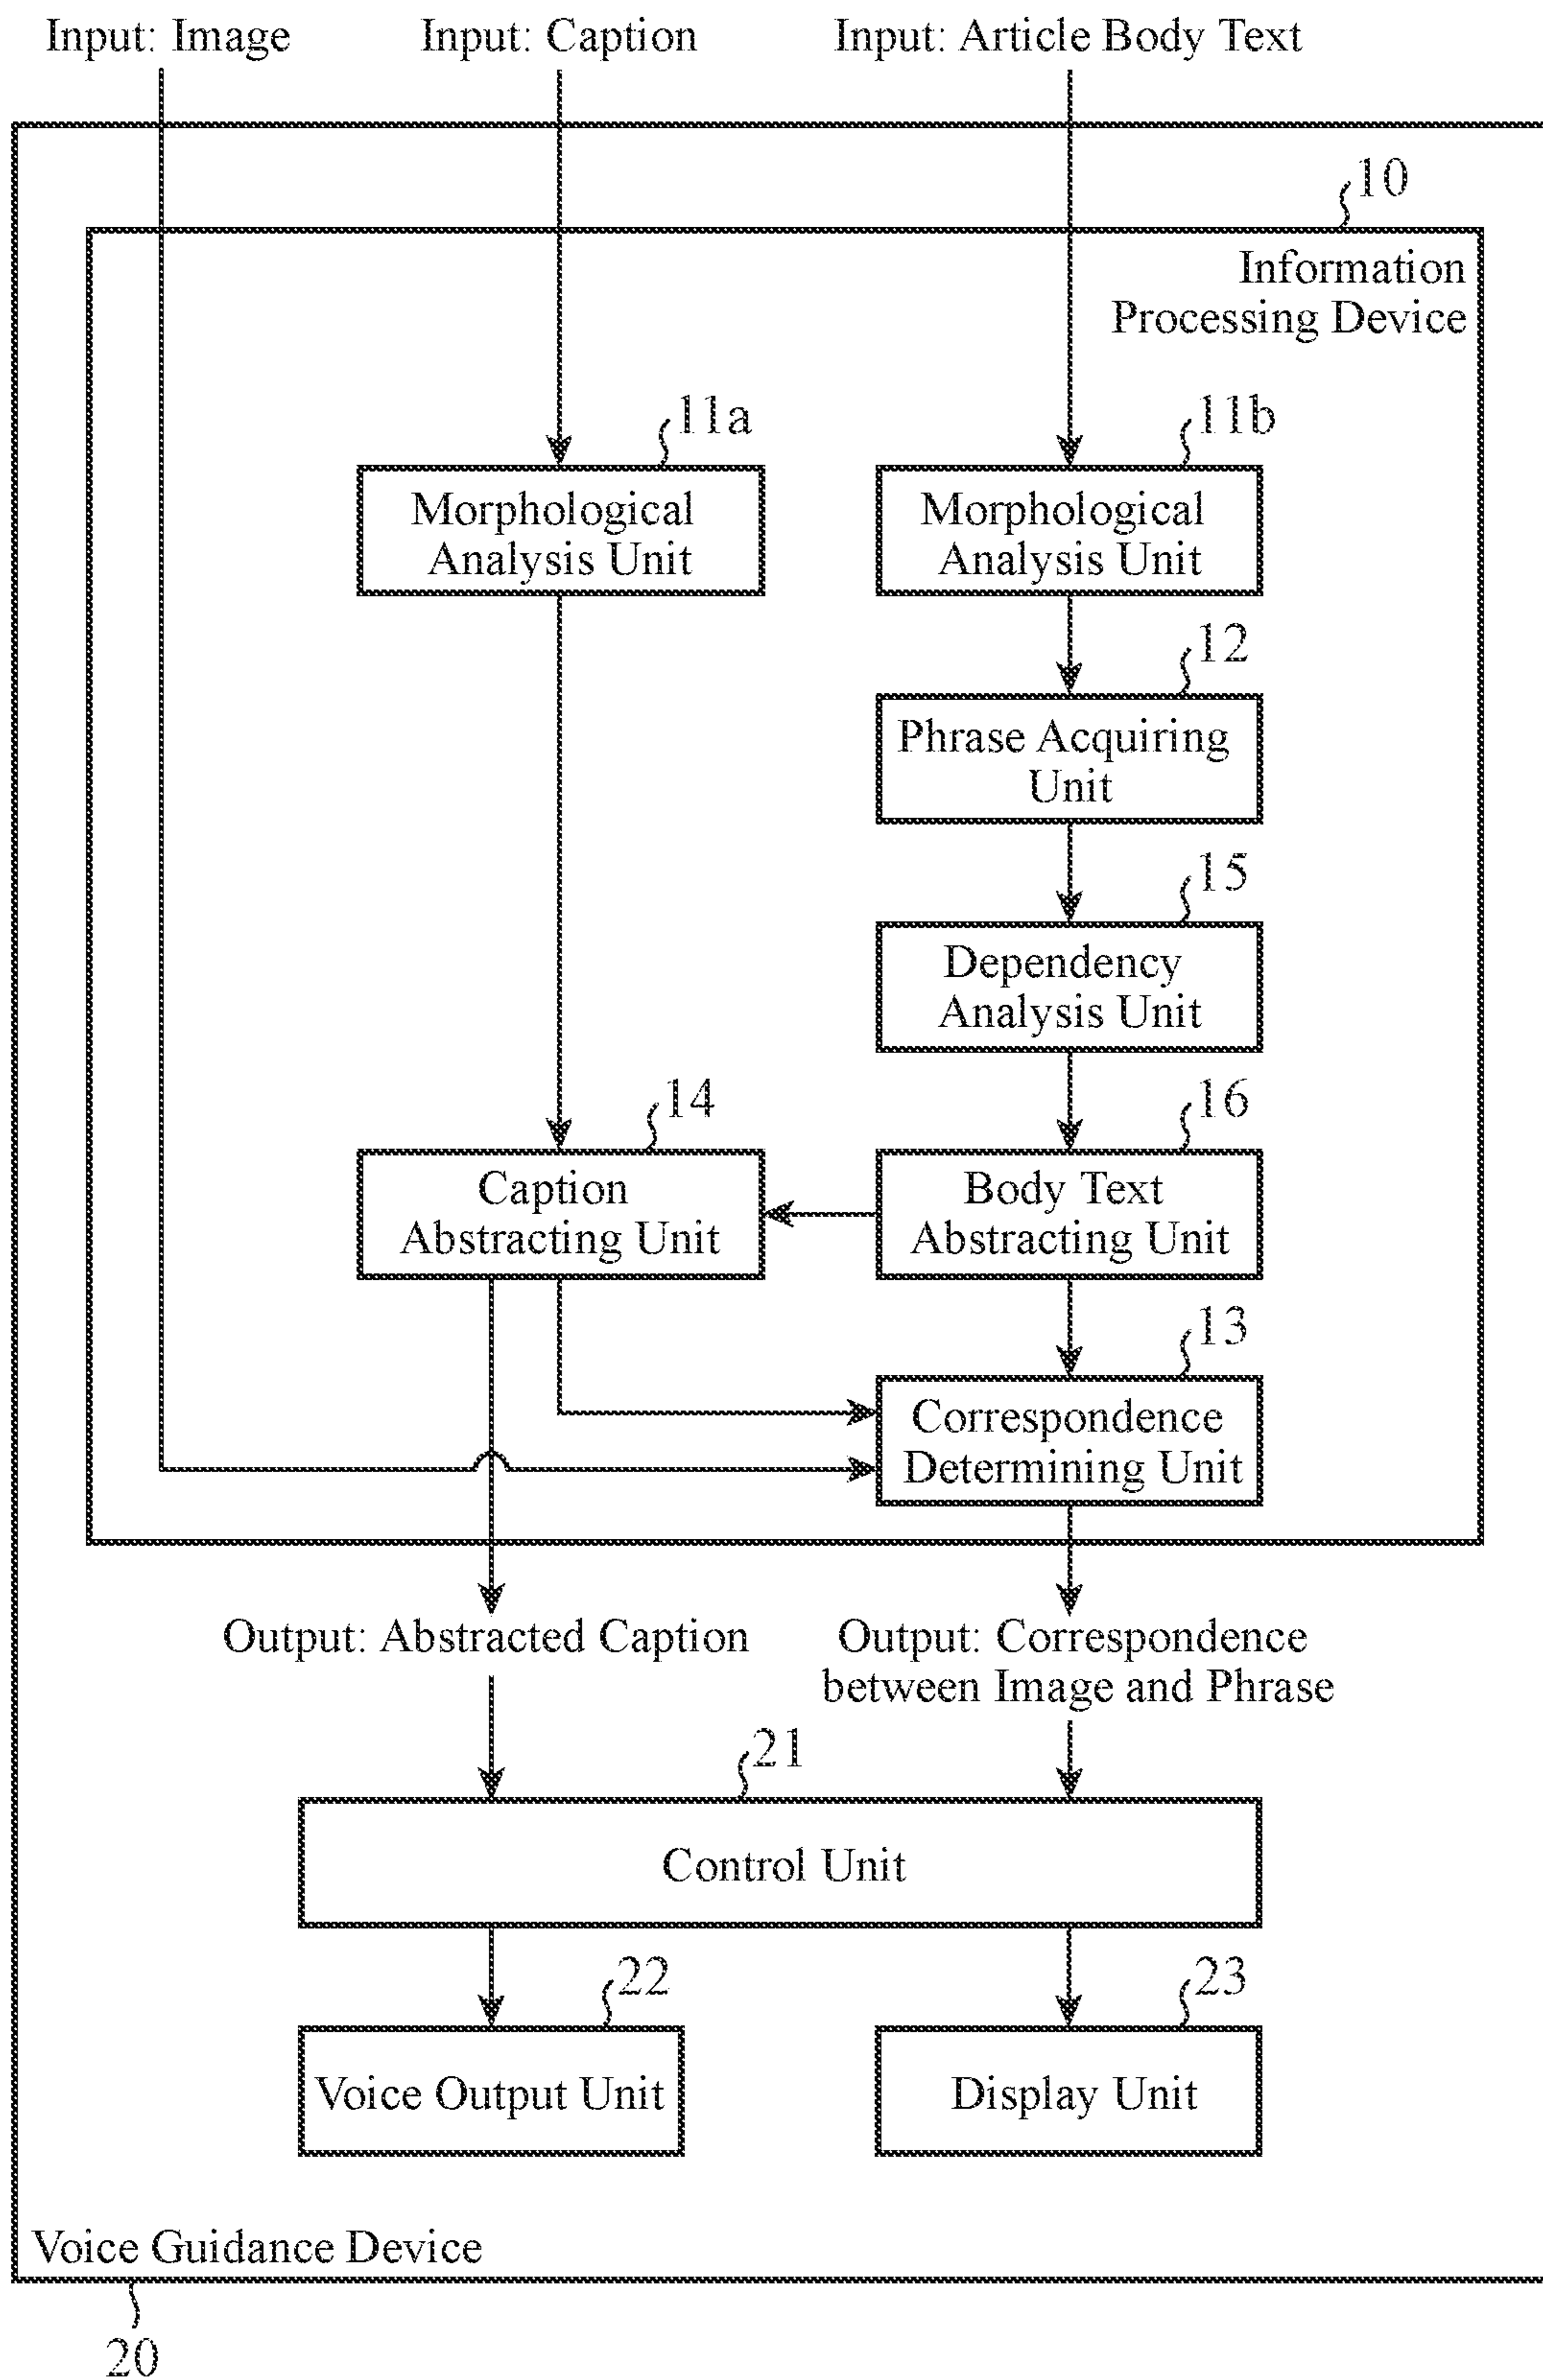 Input: Image
Input: Caption
Input: Article Body Text
10
Information
Processing Device
11a
11b
Morphological
Analysis Unit
Morphological
Analysis Unit
12
Phrase Acquiring
Unit
15
Dependency
Analysis Unit
14
16
Caption
Abstracting Unit
Body Text
Abstracting Unit
13
Correspondence
Determining Unit
Output: Abstracted Caption
Output: Correspondence
between Image and Phrase
21
Control Unit
22
23
Voice Output Unit
Display Unit
Voice Guidance Device
20